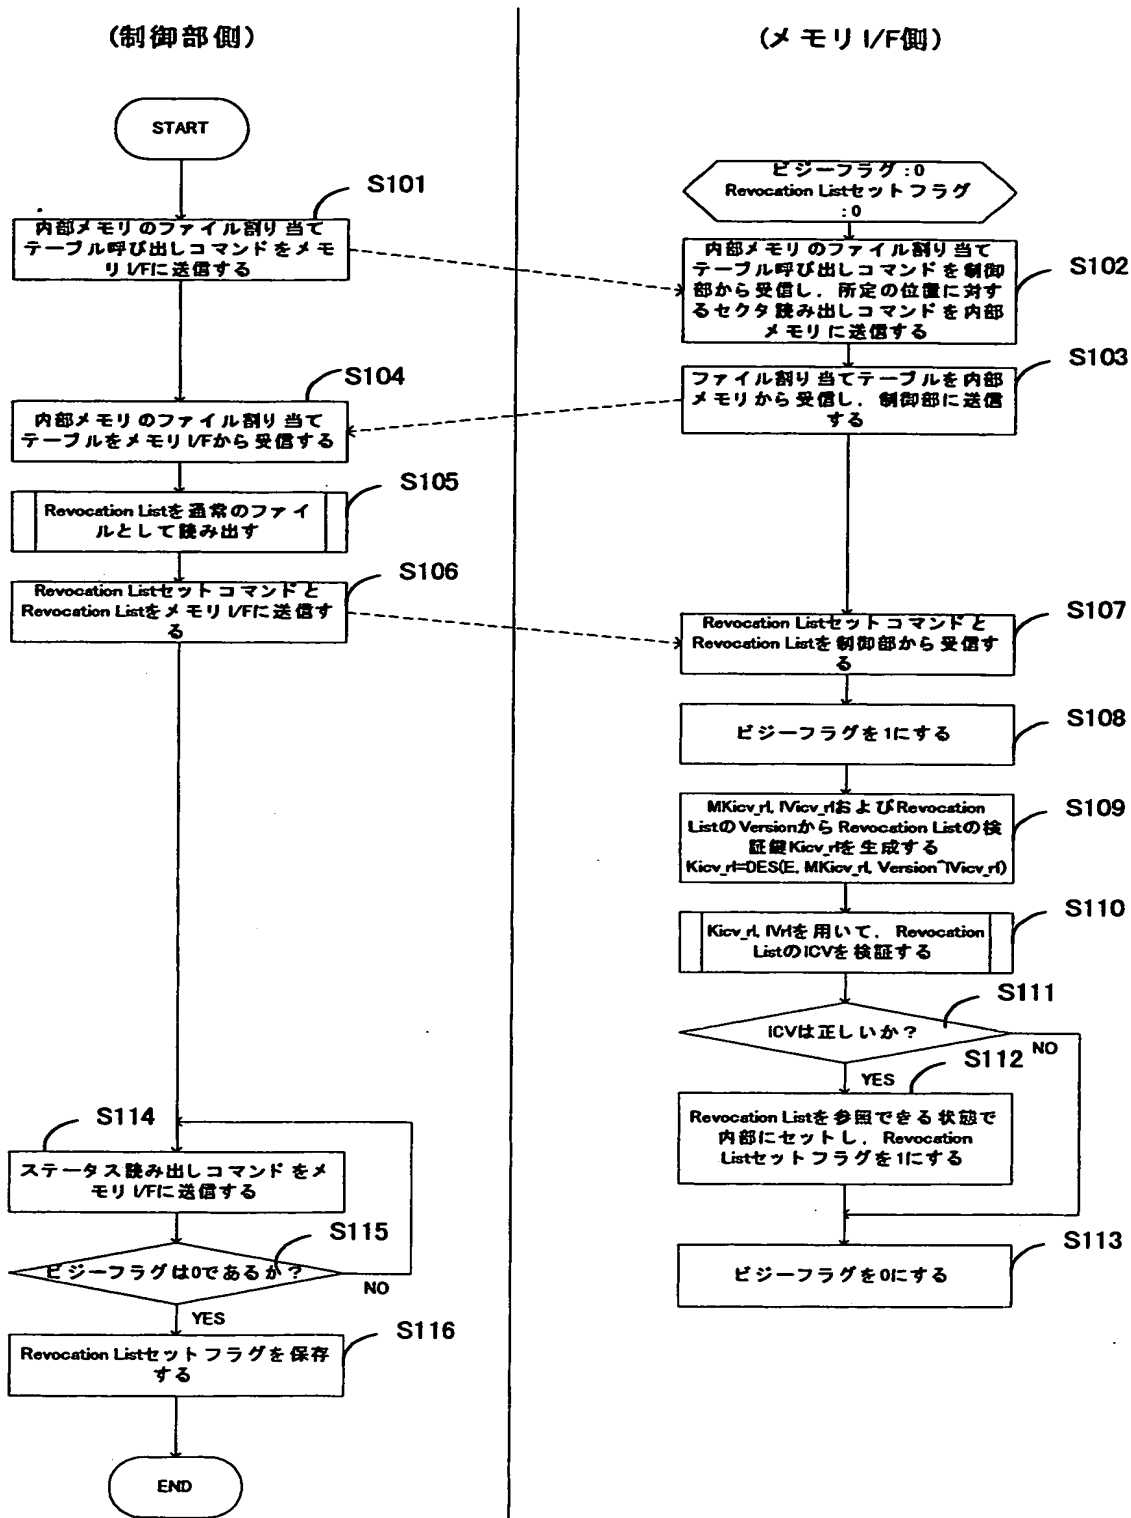 (制御部側)
START
S101
内部メモリのファイル割り当て
テーブル呼び出しコマンドをメモ
リI/Fに送信する
S104
内部メモリのファイル割り当て
テーブルをメモリI/Fから受信する
S105
Revocation Listを通常のファイ
ルとして読み出す
S106
Revocation Listセットコマンドと
Revocation ListをメモリI/Fに送信す
る
S114
ステータス読み出しコマンドをメ
モリI/Fに送信する
S115
ビジーフラグは0であるか?
NO
YES
S116
Revocation Listセットフラグを保存
する
END
(メモリI/F側)
ビジーフラグ:0
Revocation Listセットフラグ
:0
S102
内部メモリのファイル割り当て
テーブル呼び出しコマンドを制御
部から受信し,所定の位置に対す
るセクタ読み出しコマンドを内部
メモリに送信する
S103
ファイル割り当てテーブルを内部
メモリから受信し,制御部に送信
する
S107
Revocation Listセットコマンドと
Revocation Listを制御部から受信す
る
S108
ビジーフラグを1にする
S109
MKicv_rl, IVicv_rlおよびRevocation
ListのVersionからRevocation Listの検
証鍵Kicv_rlを生成する
Kicv_rl=DES(E, MKicv_rl, Version^IVicv_rl)
S110
Kicv_rl, IVrlを用いて,Revocation
ListのICVを検証する
S111
ICVは正しいか?
NO
YES
S112
Revocation Listを参照できる状態で
内部にセットし,Revocation
Listセットフラグを1にする
S113
ビジーフラグを0にする